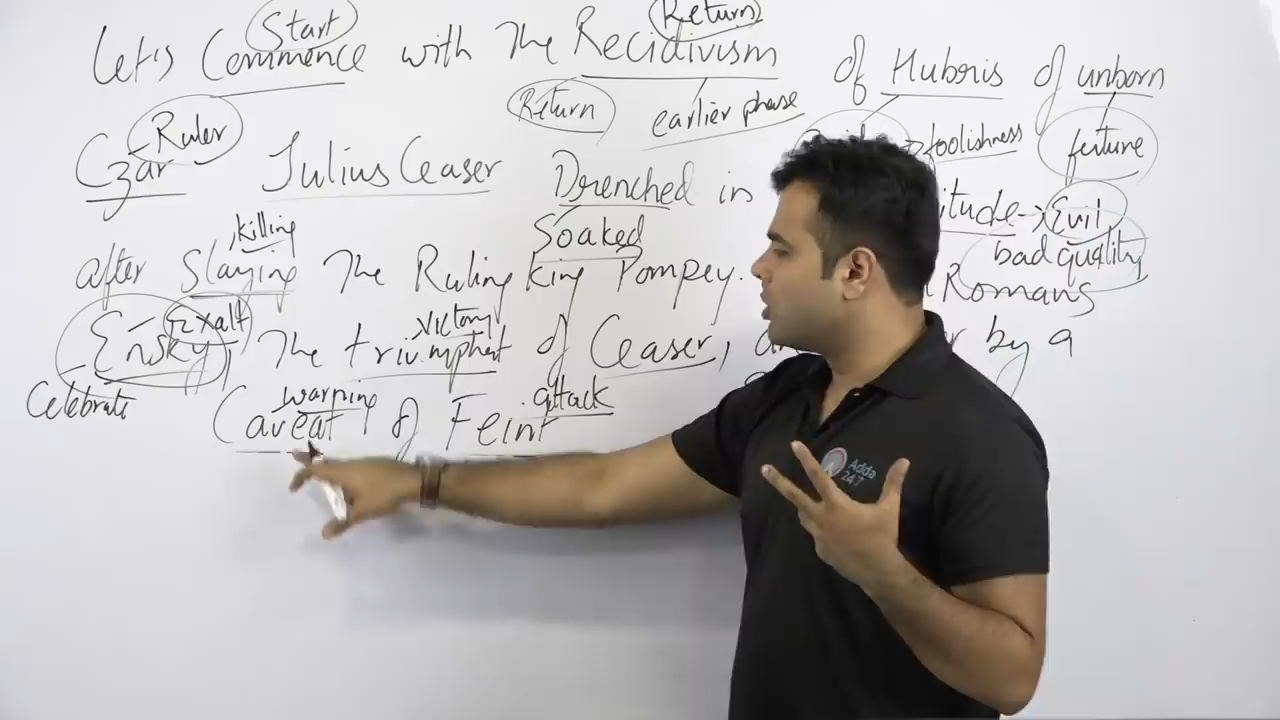 Start Return
Let's Commence with The Recidivism of Hubris of unborn
Return earlier phase foolishness future
Ruler
Czar Julius Ceaser Drenched in itude → Evil
killing Soaked bad quality
after Slaying The Ruling king Pompey. Romans
Exalt victory
Ensky The triumphant of Ceaser, by a
Celebrate warning attack
Caveat of Feint
Adda
247